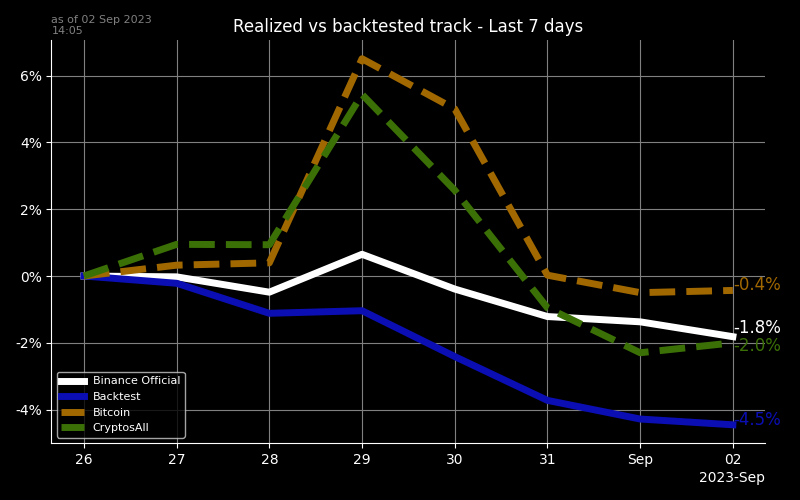 as of 02 Sep 2023
14:05
Realized vs backtested track - Last 7 days
6%
4%
2%
0%
-2%
-4%
-0.4%
-1.8%
-2.0%
-4.5%
Binance Official
Backtest
Bitcoin
CryptosAll
26 27 28 29 30 31 Sep 02
2023-Sep